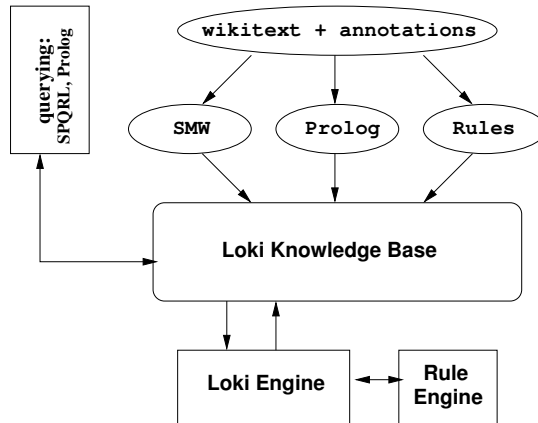 wikitext + annotations
querying:
SPQRL, Prolog
SMW
Prolog
Rules
Loki Knowledge Base
Loki Engine
Rule
Engine